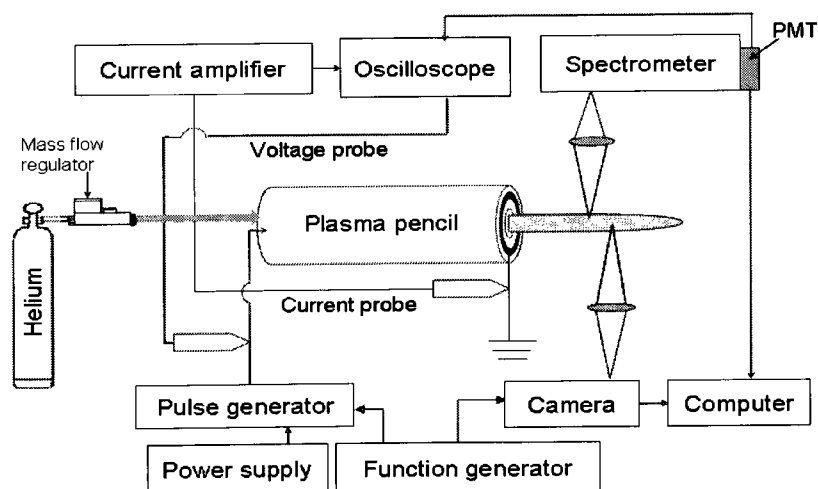 PMT
Current amplifier
Oscilloscope
Spectrometer
Mass flow
regulator
Voltage probe
Plasma pencil
Helium
Current probe
Pulse generator
Camera
Computer
Power supply
Function generator